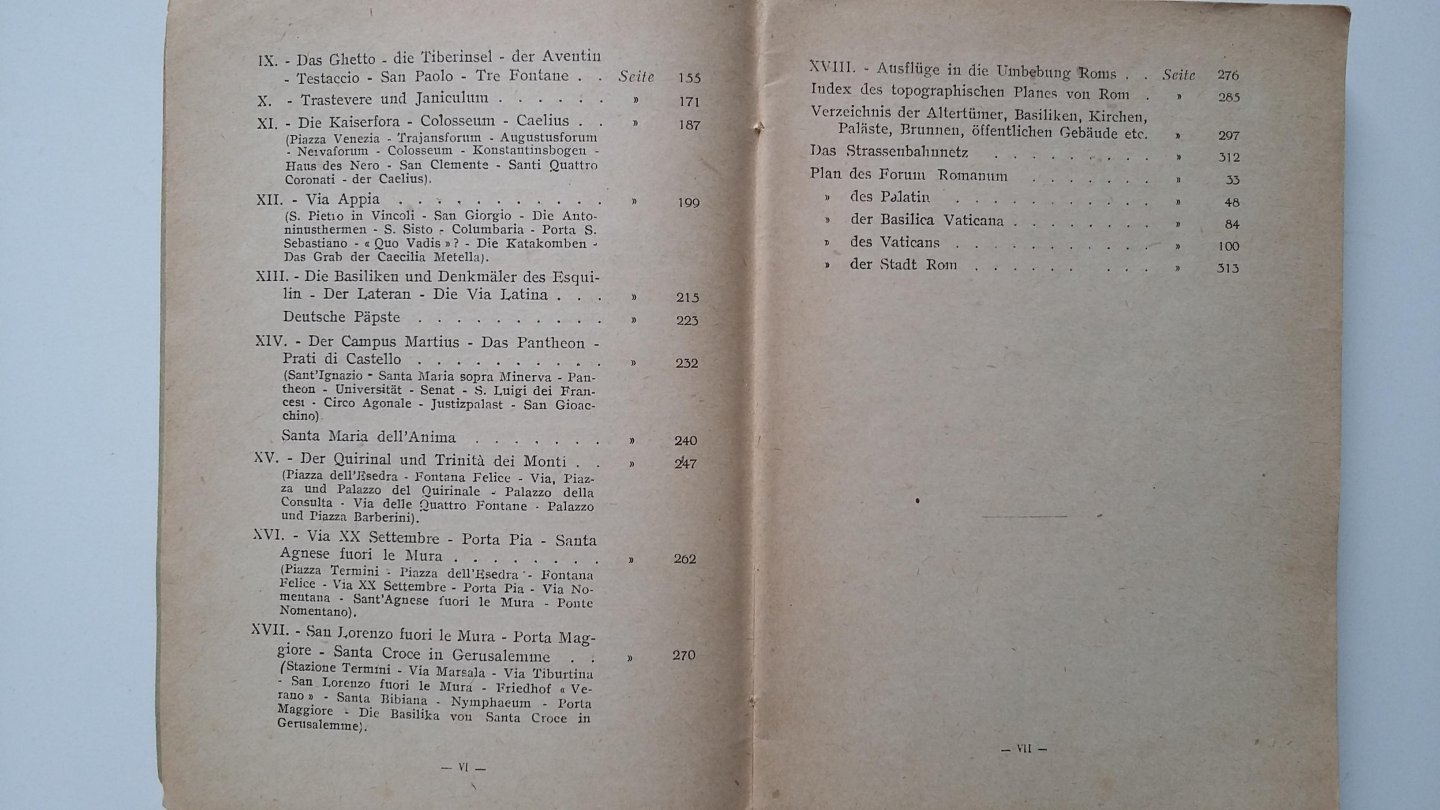 IX. - Das Ghetto - die Tiberinsel - der Aventin
- Testaccio - San Paolo - Tre Fontane . . Seite 155
X. - Trastevere und Janiculum . . . . . . » 171
XI. - Die Kaiserfora - Colosseum - Caelius . . » 187
(Piazza Venezia - Trajansforum - Augustusforum
- Nervaforum - Colosseum - Konstantinsbogen -
Haus des Nero - San Clemente - Santi Quattro
Coronati - der Caelius).
XII. - Via Appia . . . . . . . . . . » 199
(S. Pietro in Vincoli - San Giorgio - Die Anto-
ninusthermen - S. Sisto - Columbaria - Porta S.
Sebastiano - « Quo Vadis » ? - Die Katakomben -
Das Grab der Caecilia Metella).
XIII. - Die Basiliken und Denkmäler des Esqui-
lin - Der Lateran - Die Via Latina . . . » 215
Deutsche Päpste . . . . . . . . . . » 223
XIV. - Der Campus Martius - Das Pantheon -
Prati di Castello . . . . . . . . . . » 232
(Sant'Ignazio - Santa Maria sopra Minerva - Pan-
theon - Universität - Senat - S. Luigi dei Fran-
cesi - Circo Agonale - Justizpalast - San Gioac-
chino)
Santa Maria dell'Anima . . . . . . . » 240
XV. - Der Quirinal und Trinità dei Monti . . » 247
(Piazza dell'Esedra - Fontana Felice - Via, Piaz-
za und Palazzo del Quirinale - Palazzo della
Consulta - Via delle Quattro Fontane - Palazzo
und Piazza Barberini).
XVI. - Via XX Settembre - Porta Pia - Santa
Agnese fuori le Mura . . . . . . . . » 262
(Piazza Termini - Piazza dell'Esedra - Fontana
Felice - Via XX Settembre - Porta Pia - Via No-
mentana - Sant'Agnese fuori le Mura - Ponte
Nomentano).
XVII. - San Lorenzo fuori le Mura - Porta Mag-
giore - Santa Croce in Gerusalemme . . » 270
(Stazione Termini - Via Marsala - Via Tiburtina
- San Lorenzo fuori le Mura - Friedhof « Ve-
rano » - Santa Bibiana - Nymphaeum - Porta
Maggiore - Die Basilika von Santa Croce in
Gerusalemme).
— VI —
XVIII. - Ausflüge in die Umbebung Roms . . Seite 276
Index des topographischen Planes von Rom . » 285
Verzeichnis der Altertümer, Basiliken, Kirchen,
Paläste, Brunnen, öffentlichen Gebäude etc. » 297
Das Strassenbahnnetz . . . . . . . . . » 312
Plan des Forum Romanum . . . . . . . » 33
» des Palatin . . . . . . . . . . . » 48
» der Basilica Vaticana . . . . . . . . » 84
» des Vaticans . . . . . . . . . . . » 100
» der Stadt Rom . . . . . . . . . » 313
— VII —